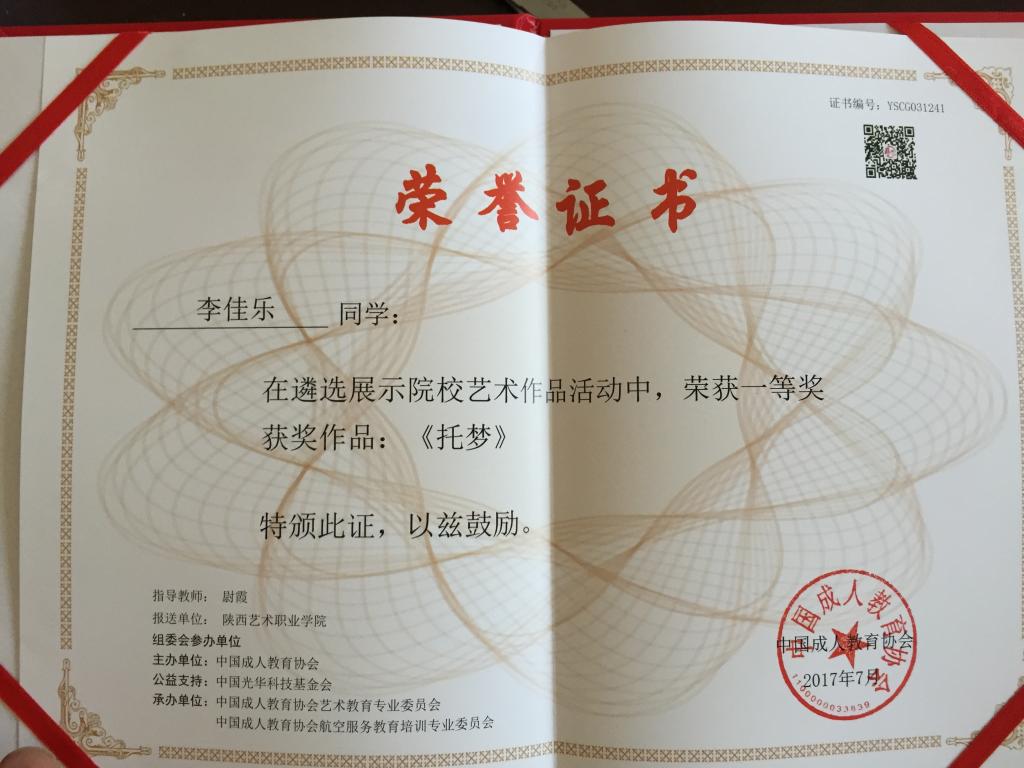 证书编号：YSCG031241
荣誉证书
李佳乐 同学：
在遴选展示院校艺术作品活动中，荣获一等奖
获奖作品：《托梦》
特颁此证，以兹鼓励。
指导教师： 尉霞
报送单位： 陕西艺术职业学院
组委会参办单位
主办单位：中国成人教育协会
公益支持：中国光华科技基金会
承办单位：中国成人教育协会艺术教育专业委员会
中国成人教育协会航空服务教育培训专业委员会
中国成人教育协会
中国成人教育协会
2017年7月
1100000033839